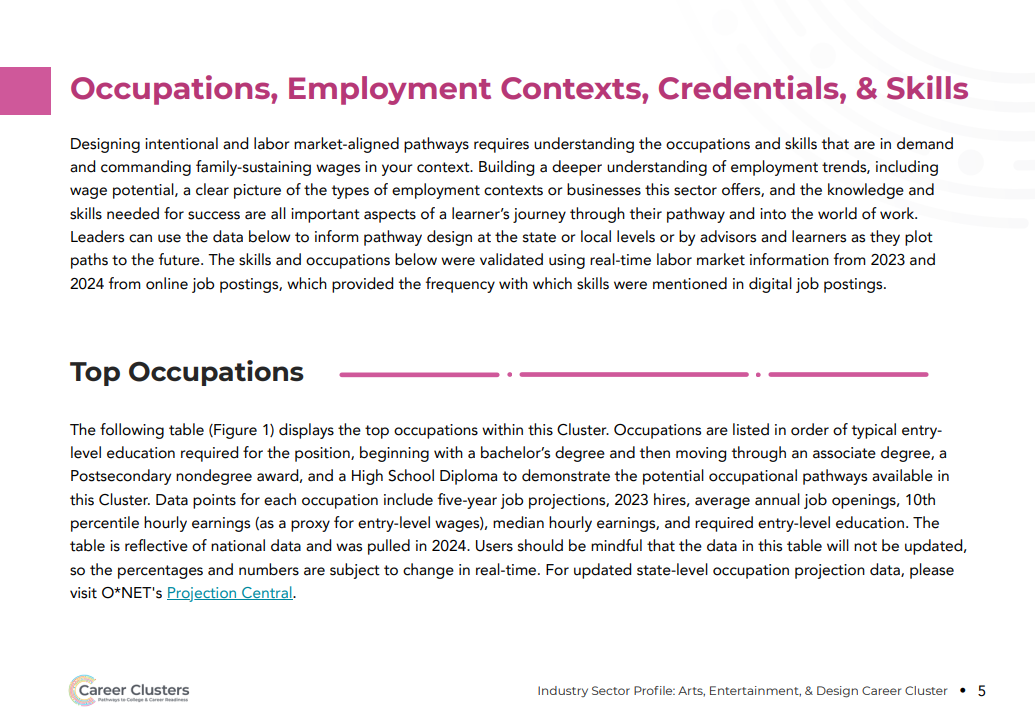 Occupations, Employment Contexts, Credentials, & Skills
Designing intentional and labor market-aligned pathways requires understanding the occupations and skills that are in demand
and commanding family-sustaining wages in your context. Building a deeper understanding of employment trends, including
wage potential, a clear picture of the types of employment contexts or businesses this sector offers, and the knowledge and
skills needed for success are all important aspects of a learner’s journey through their pathway and into the world of work.
Leaders can use the data below to inform pathway design at the state or local levels or by advisors and learners as they plot
paths to the future. The skills and occupations below were validated using real-time labor market information from 2023 and
2024 from online job postings, which provided the frequency with which skills were mentioned in digital job postings.
Top Occupations
The following table (Figure 1) displays the top occupations within this Cluster. Occupations are listed in order of typical entry-
level education required for the position, beginning with a bachelor’s degree and then moving through an associate degree, a
Postsecondary nondegree award, and a High School Diploma to demonstrate the potential occupational pathways available in
this Cluster. Data points for each occupation include five-year job projections, 2023 hires, average annual job openings, 10th
percentile hourly earnings (as a proxy for entry-level wages), median hourly earnings, and required entry-level education. The
table is reflective of national data and was pulled in 2024. Users should be mindful that the data in this table will not be updated,
so the percentages and numbers are subject to change in real-time. For updated state-level occupation projection data, please
visit O*NET's Projection Central.
Career Clusters
Pathways to College & Career Readiness
Industry Sector Profile: Arts, Entertainment, & Design Career Cluster • 5